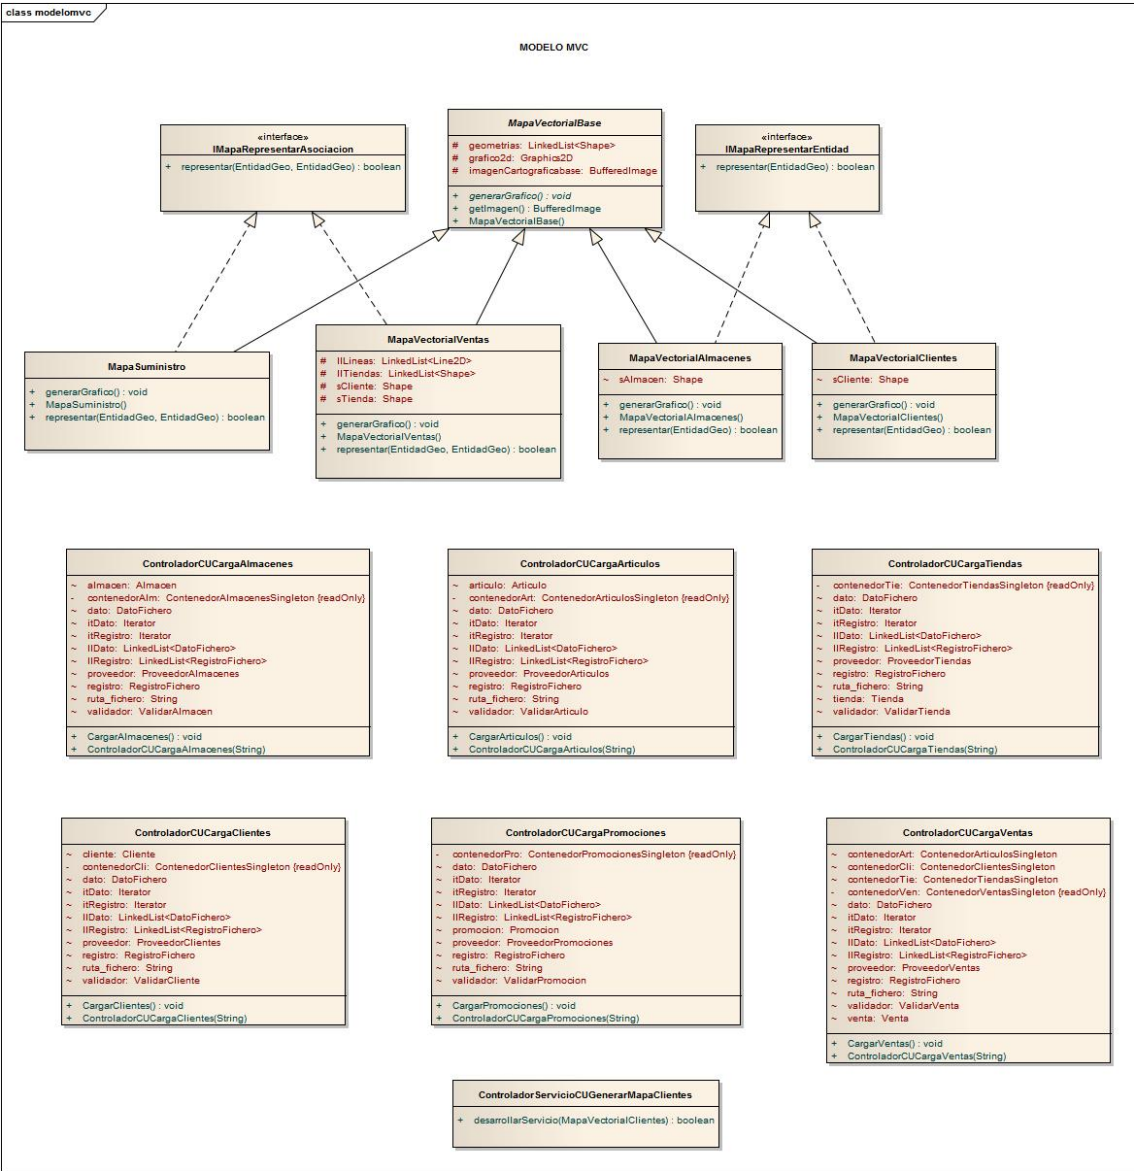 class modelomvc
MODELO MVC
«interface»
IMapaRepresentarAsociacion
+ representar(EntidadGeo, EntidadGeo) : boolean
MapaVectorialBase
# geometrias: LinkedList<Shape>
# grafico2d: Graphics2D
# imagenCartograficabase: BufferedImage
+ generarGrafico() : void
+ getImagen() : BufferedImage
+ MapaVectorialBase()
«interface»
IMapaRepresentarEntidad
+ representar(EntidadGeo) : boolean
MapaSuministro
+ generarGrafico() : void
+ MapaSuministro()
+ representar(EntidadGeo, EntidadGeo) : boolean
MapaVectorialVentas
# llLineas: LinkedList<Line2D>
# llTiendas: LinkedList<Shape>
# sCliente: Shape
# sTienda: Shape
+ generarGrafico() : void
+ MapaVectorialVentas()
+ representar(EntidadGeo, EntidadGeo) : boolean
MapaVectorialAlmacenes
~ sAlmacen: Shape
+ generarGrafico() : void
+ MapaVectorialAlmacenes()
+ representar(EntidadGeo) : boolean
MapaVectorialClientes
~ sCliente: Shape
+ generarGrafico() : void
+ MapaVectorialClientes()
+ representar(EntidadGeo) : boolean
ControladorCUCargaAlmacenes
~ almacen: Almacen
- contenedorAlm: ContenedorAlmacenesSingleton {readOnly}
~ dato: DatoFichero
~ itDato: Iterator
~ itRegistro: Iterator
~ llDato: LinkedList<DatoFichero>
~ llRegistro: LinkedList<RegistroFichero>
~ proveedor: ProveedorAlmacenes
~ registro: RegistroFichero
~ ruta_fichero: String
~ validador: ValidarAlmacen
+ CargarAlmacenes() : void
+ ControladorCUCargaAlmacenes(String)
ControladorCUCargaArticulos
~ articulo: Articulo
- contenedorArt: ContenedorArticulosSingleton {readOnly}
~ dato: DatoFichero
~ itDato: Iterator
~ itRegistro: Iterator
~ llDato: LinkedList<DatoFichero>
~ llRegistro: LinkedList<RegistroFichero>
~ proveedor: ProveedorArticulos
~ registro: RegistroFichero
~ ruta_fichero: String
~ validador: ValidarArticulo
+ CargarArticulos() : void
+ ControladorCUCargaArticulos(String)
ControladorCUCargaTiendas
- contenedorTie: ContenedorTiendasSingleton {readOnly}
~ dato: DatoFichero
~ itDato: Iterator
~ itRegistro: Iterator
~ llDato: LinkedList<DatoFichero>
~ llRegistro: LinkedList<RegistroFichero>
~ proveedor: ProveedorTiendas
~ registro: RegistroFichero
~ ruta_fichero: String
~ tienda: Tienda
~ validador: ValidarTienda
+ CargarTiendas() : void
+ ControladorCUCargaTiendas(String)
ControladorCUCargaClientes
~ cliente: Cliente
- contenedorCli: ContenedorClientesSingleton {readOnly}
~ dato: DatoFichero
~ itDato: Iterator
~ itRegistro: Iterator
~ llDato: LinkedList<DatoFichero>
~ llRegistro: LinkedList<RegistroFichero>
~ proveedor: ProveedorClientes
~ registro: RegistroFichero
~ ruta_fichero: String
~ validador: ValidarCliente
+ CargarClientes() : void
+ ControladorCUCargaClientes(String)
ControladorCUCargaPromociones
- contenedorPro: ContenedorPromocionesSingleton {readOnly}
~ dato: DatoFichero
~ itDato: Iterator
~ itRegistro: Iterator
~ llDato: LinkedList<DatoFichero>
~ llRegistro: LinkedList<RegistroFichero>
~ promocion: Promocion
~ proveedor: ProveedorPromociones
~ registro: RegistroFichero
~ ruta_fichero: String
~ validador: ValidarPromocion
+ CargarPromociones() : void
+ ControladorCUCargaPromociones(String)
ControladorCUCargaVentas
~ contenedorArt: ContenedorArticulosSingleton
~ contenedorCli: ContenedorClientesSingleton
~ contenedorTie: ContenedorTiendasSingleton
- contenedorVen: ContenedorVentasSingleton {readOnly}
~ dato: DatoFichero
~ itDato: Iterator
~ itRegistro: Iterator
~ llDato: LinkedList<DatoFichero>
~ llRegistro: LinkedList<RegistroFichero>
~ proveedor: ProveedorVentas
~ registro: RegistroFichero
~ ruta_fichero: String
~ validador: ValidarVenta
~ venta: Venta
+ CargarVentas() : void
+ ControladorCUCargaVentas(String)
ControladorServicioCUGenerarMapaClientes
+ desarrollarServicio(MapaVectorialClientes) : boolean